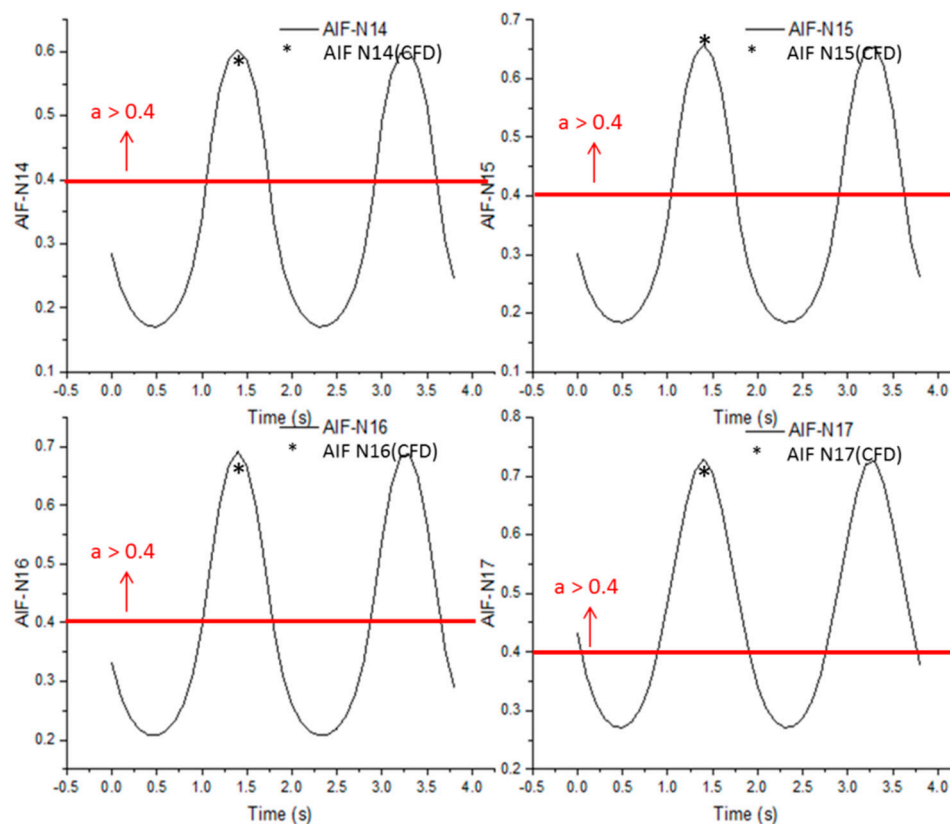 AIF-N14
* AIF N14(CFD)
0.6
0.5
a > 0.4
0.4
0.3
0.2
0.1
AIF-N14
-0.5 0.0 0.5 1.0 1.5 2.0 2.5 3.0 3.5 4.0
Time (s)
AIF-N15
* AIF N15(CFD)
0.7
0.6
0.5
a > 0.4
0.4
0.3
0.2
0.1
AIF-N15
-0.5 0.0 0.5 1.0 1.5 2.0 2.5 3.0 3.5 4.0
Time (s)
AIF-N16
* AIF N16(CFD)
0.7
0.6
0.5
a > 0.4
0.4
0.3
0.2
AIF-N16
-0.5 0.0 0.5 1.0 1.5 2.0 2.5 3.0 3.5 4.0
Time (s)
AIF-N17
* AIF N17(CFD)
0.8
0.7
0.6
0.5
a > 0.4
0.4
0.3
0.2
AIF-N17
-0.5 0.0 0.5 1.0 1.5 2.0 2.5 3.0 3.5 4.0
Time (s)